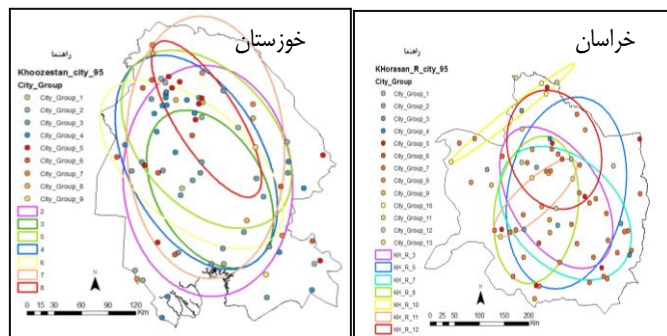 خوزستان
راهنما
Khoozestan_city_95
City_Group
City_Group_1
City_Group_2
City_Group_3
City_Group_4
City_Group_5
City_Group_6
City_Group_7
City_Group_8
City_Group_9
2
3
5
4
6
7
8
N
0 15 30 60 90 120
Km
خراسان
راهنما
KHorasan_R_city_95
City_Group
City_Group_1
City_Group_2
City_Group_3
City_Group_4
City_Group_5
City_Group_6
City_Group_7
City_Group_8
City_Group_9
City_Group_10
City_Group_11
City_Group_12
City_Group_13
KH_R_3
KH_R_5
KH_R_7
KH_R_8
KH_R_10
KH_R_11
KH_R_12
N
0 25 50 100 150 200
Km